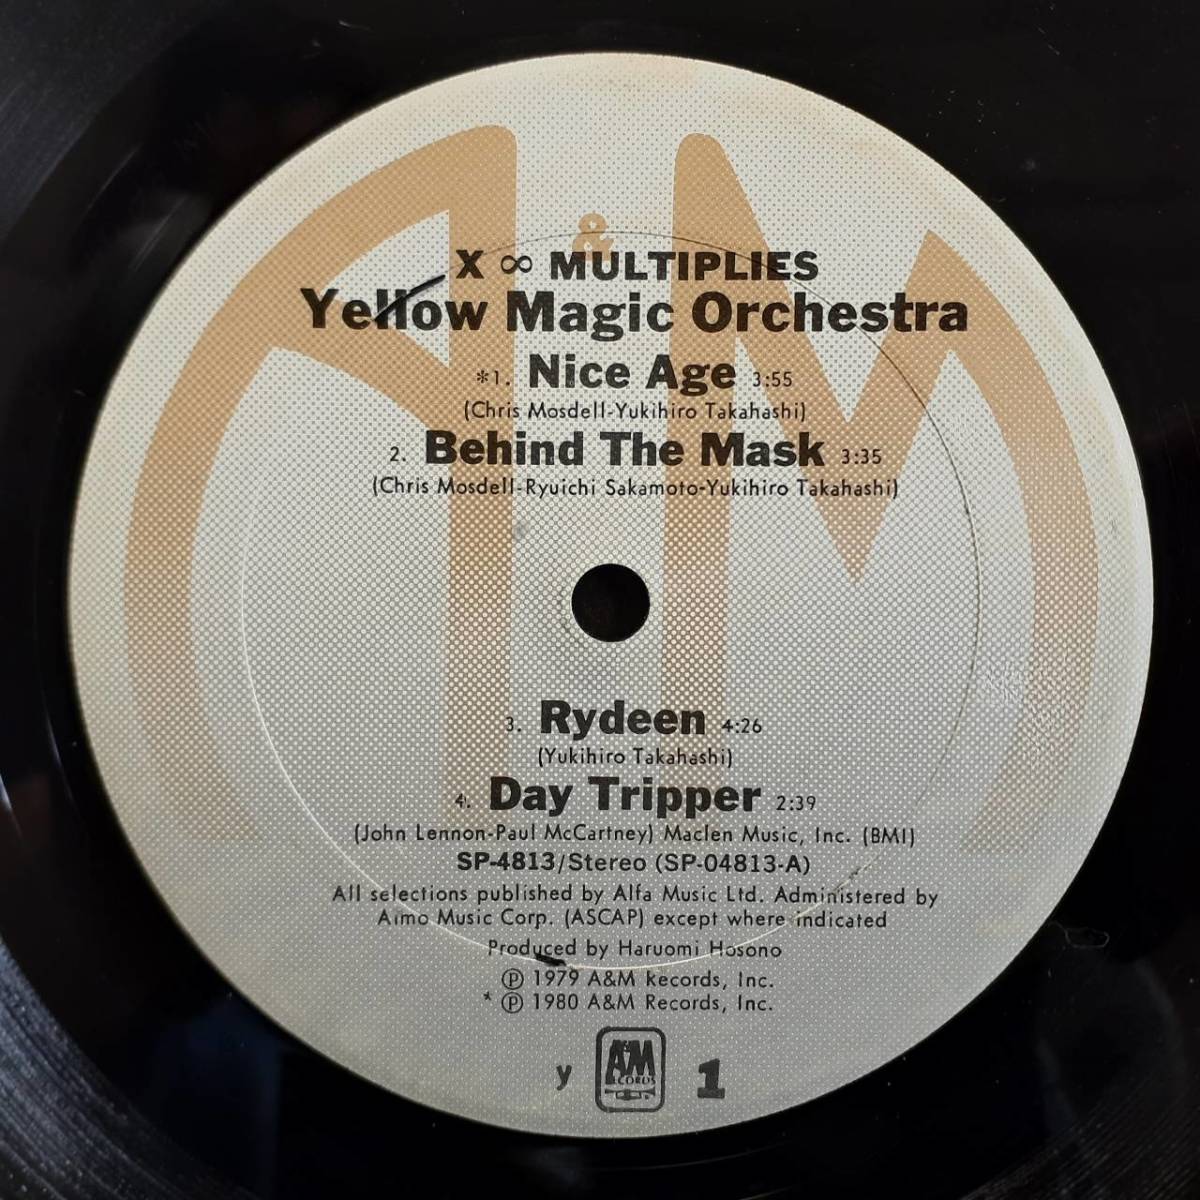 &
X ∞ MULTIPLIES
Yellow Magic Orchestra
*1. Nice Age 3:55
(Chris Mosdell-Yukihiro Takahashi)
2. Behind The Mask 3:35
(Chris Mosdell-Ryuichi Sakamoto-Yukihiro Takahashi)
3. Rydeen 4:26
(Yukihiro Takahashi)
4. Day Tripper 2:39
(John Lennon-Paul McCartney) Maclen Music, Inc. (BMI)
SP-4813/Stereo (SP-04813-A)
All selections published by Alfa Music Ltd. Administered by
Almo Music Corp. (ASCAP) except where indicated
Produced by Haruomi Hosono
℗ 1979 A&M Records, Inc.
* ℗ 1980 A&M Records, Inc.
y A&M RECORDS 1